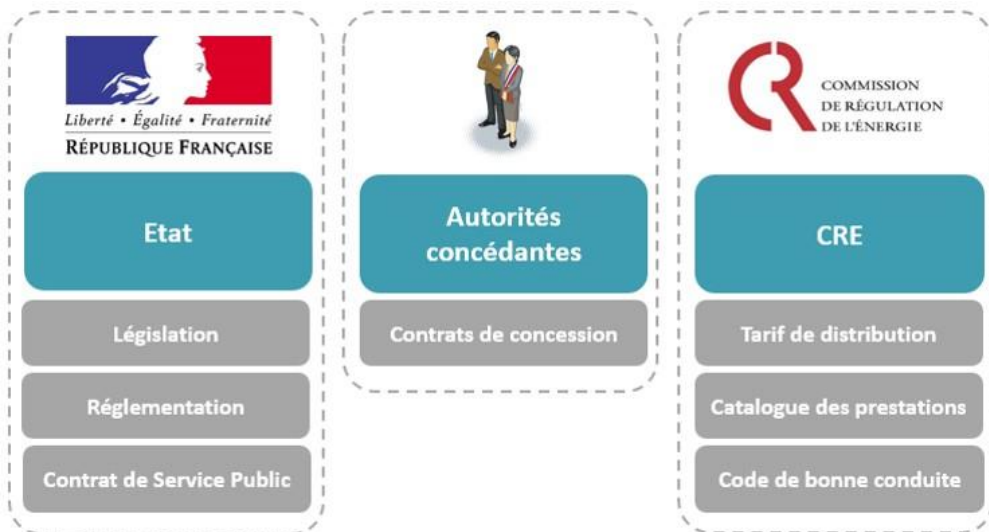 Liberté • Égalité • Fraternité
RÉPUBLIQUE FRANÇAISE
Etat
Législation
Réglementation
Contrat de Service Public
Autorités
concédantes
Contrats de concession
CR
COMMISSION
DE RÉGULATION
DE L'ÉNERGIE
CRE
Tarif de distribution
Catalogue des prestations
Code de bonne conduite